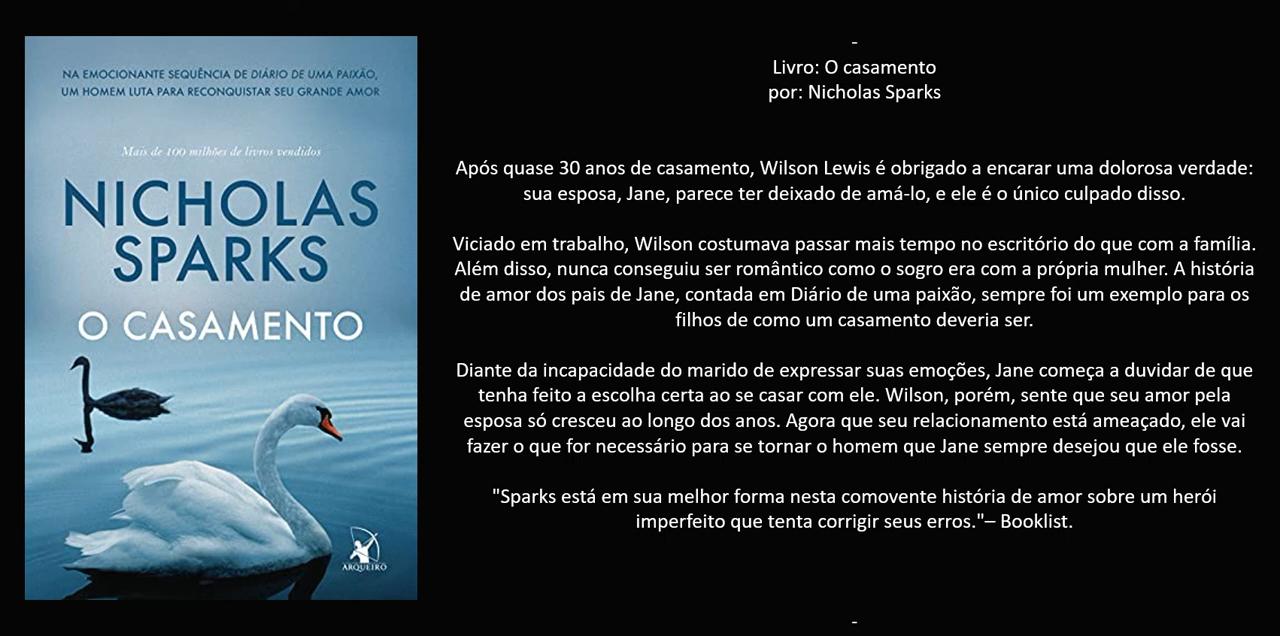 NA EMOCIONANTE SEQUÊNCIA DE DIÁRIO DE UMA PAIXÃO,
UM HOMEM LUTA PARA RECONQUISTAR SEU GRANDE AMOR
Mais de 100 milhões de livros vendidos
NICHOLAS
SPARKS
O CASAMENTO
ARQUEIRO
-
Livro: O casamento
por: Nicholas Sparks
Após quase 30 anos de casamento, Wilson Lewis é obrigado a encarar uma dolorosa verdade:
sua esposa, Jane, parece ter deixado de amá-lo, e ele é o único culpado disso.
Viciado em trabalho, Wilson costumava passar mais tempo no escritório do que com a família.
Além disso, nunca conseguiu ser romântico como o sogro era com a própria mulher. A história
de amor dos pais de Jane, contada em Diário de uma paixão, sempre foi um exemplo para os
filhos de como um casamento deveria ser.
Diante da incapacidade do marido de expressar suas emoções, Jane começa a duvidar de que
tenha feito a escolha certa ao se casar com ele. Wilson, porém, sente que seu amor pela
esposa só cresceu ao longo dos anos. Agora que seu relacionamento está ameaçado, ele vai
fazer o que for necessário para se tornar o homem que Jane sempre desejou que ele fosse.
"Sparks está em sua melhor forma nesta comovente história de amor sobre um herói
imperfeito que tenta corrigir seus erros."– Booklist.
-